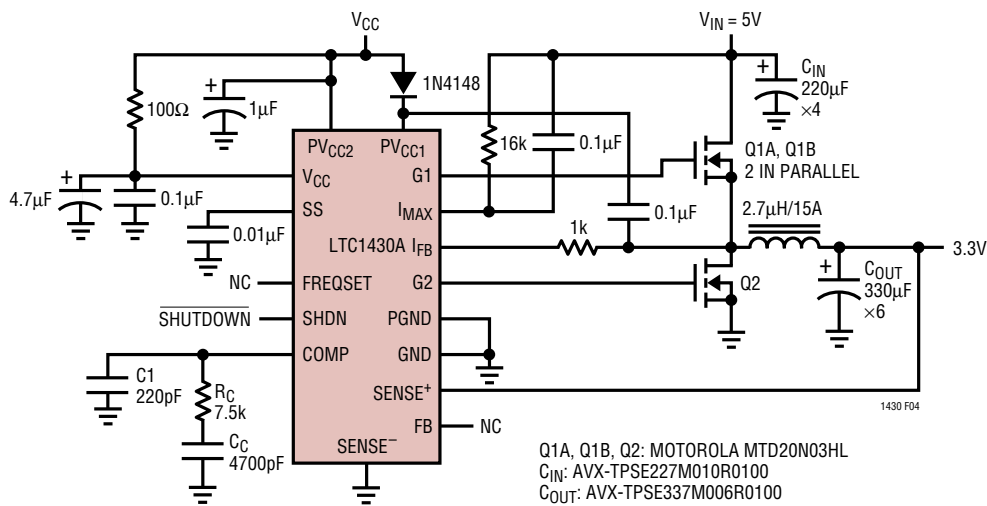 VCC
VIN = 5V
+
CIN
220µF
×4
1N4148
+
1µF
100Ω
16k
0.1µF
PVCC2
PVCC1
Q1A, Q1B
2 IN PARALLEL
+
4.7µF
0.1µF
VCC
G1
SS
IMAX
0.01µF
0.1µF
2.7µH/15A
1k
LTC1430A IFB
3.3V
NC
FREQSET
G2
Q2
+
COUT
330µF
×6
SHUTDOWN
SHDN
PGND
COMP
GND
C1
220pF
RC
7.5k
SENSE+
1430 F04
FB
NC
CC
4700pF
SENSE–
Q1A, Q1B, Q2: MOTOROLA MTD20N03HL
CIN: AVX-TPSE227M010R0100
COUT: AVX-TPSE337M006R0100